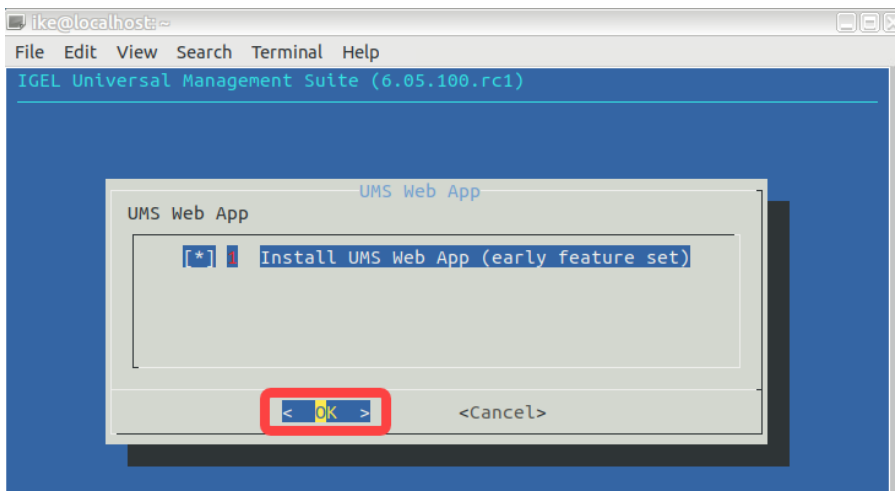 ike@localhost:~
File Edit View Search Terminal Help
IGEL Universal Management Suite (6.05.100.rc1)
UMS Web App
UMS Web App
[*] 1 Install UMS Web App (early feature set)
< OK > <Cancel>